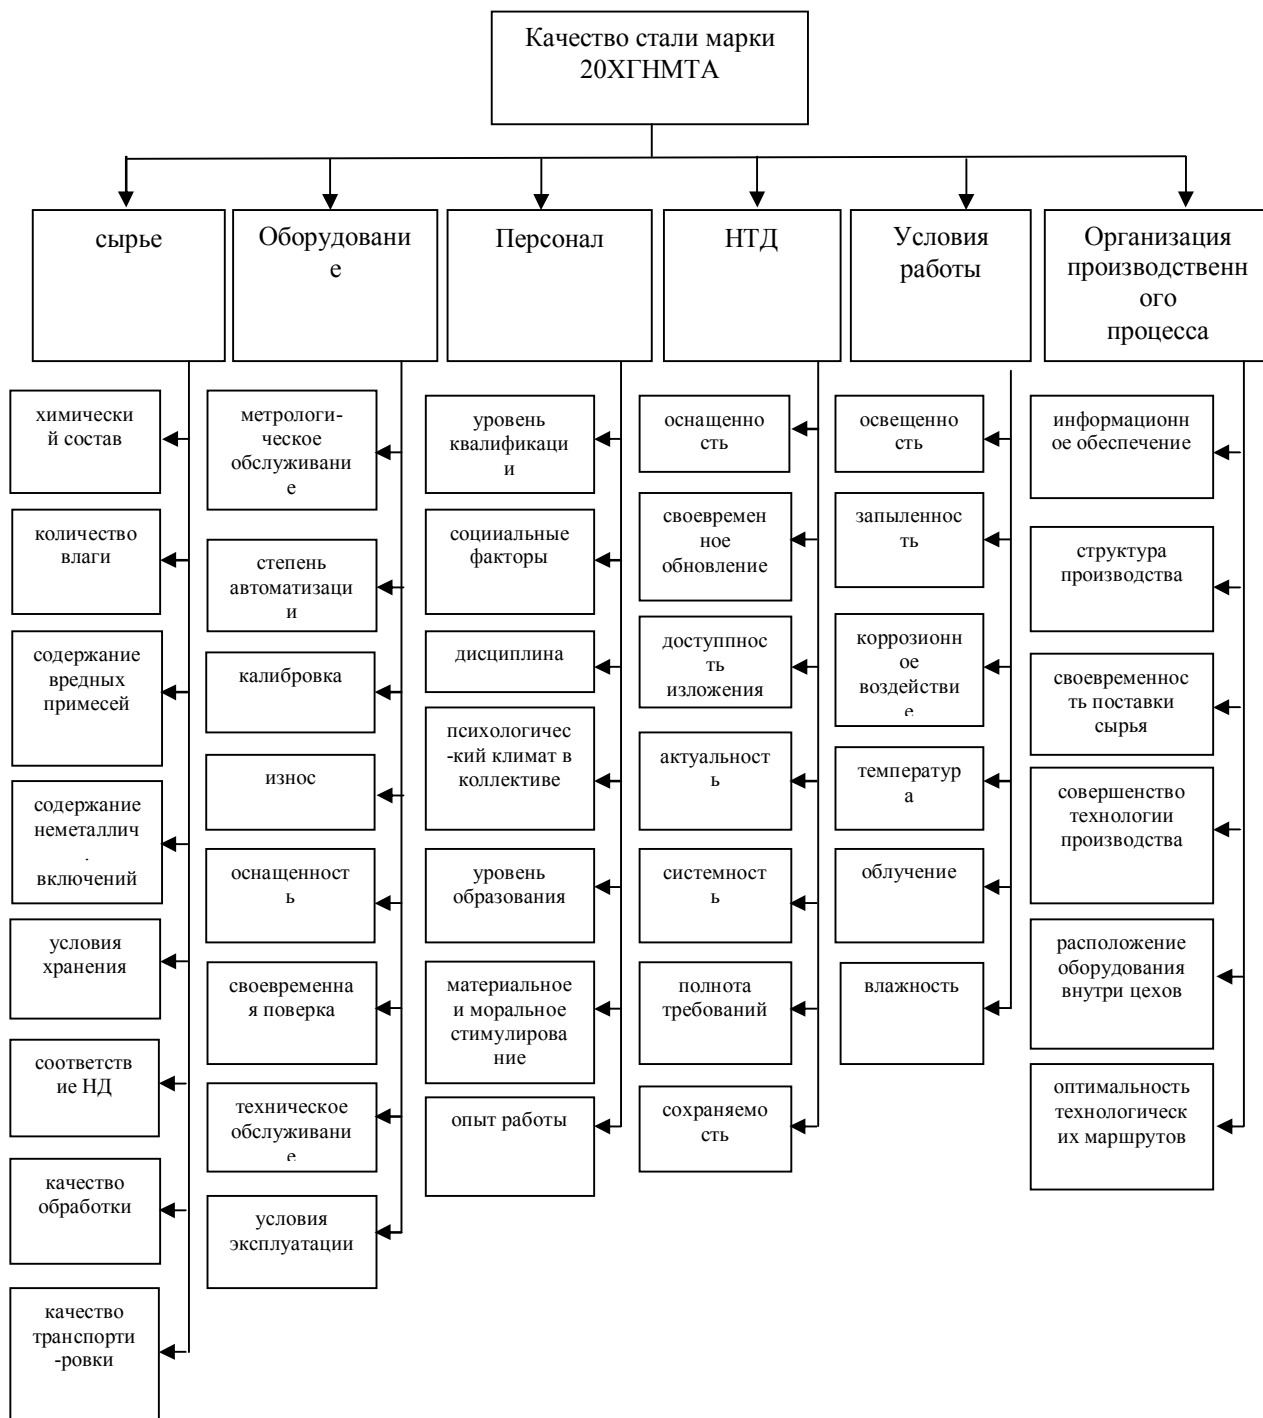 Качество стали марки
20ХГНМТА
сырье
Оборудовани
е
Персонал
НТД
Условия
работы
Организация
производственн
ого
процесса
химически
й состав
количество
влаги
содержание
вредных
примесей
содержание
неметаллич
.
включений
условия
хранения
соответств
ие НД
качество
обработки
качество
транспорти
-ровки
метрологи-
ческое
обслуживани
е
степень
автоматизаци
и
калибровка
износ
оснащенност
ь
своевременна
я поверка
техническое
обслуживани
е
условия
эксплуатации
уровень
квалификаци
и
социиальные
факторы
дисциплина
психологичес
-кий климат в
коллективе
уровень
образования
материальное
и моральное
стимулирова
ние
опыт работы
оснащенно
сть
своевремен
ное
обновление
доступпность
изложения
актуальност
ь
системност
ь
полнота
требований
сохраняемо
сть
освещенно
сть
запыленнос
ть
коррозионн
ое
воздействи
е
температур
а
облучение
влажность
информационн
ое обеспечение
структура
производства
своевременнос
ть поставки
сырья
совершенство
технологии
производства
расположение
оборудования
внутри цехов
оптимальность
технологическ
их маршрутов